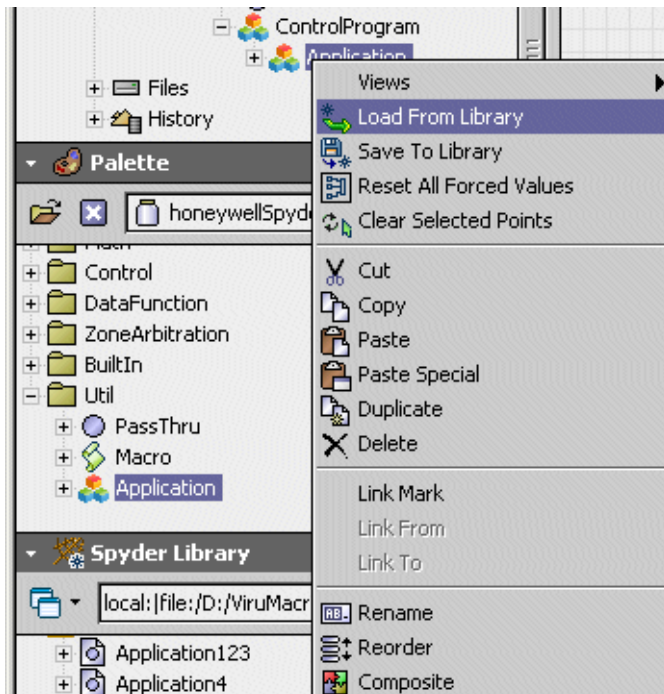 ControlProgram
Application
Files
History
Palette
honeywellSpyd
Math
Control
DataFunction
ZoneArbitration
BuiltIn
Util
PassThru
Macro
Application
Spyder Library
local:|file:/D:/ViruMacr
Application123
Application4
Views
Load From Library
Save To Library
Reset All Forced Values
Clear Selected Points
Cut
Copy
Paste
Paste Special
Duplicate
Delete
Link Mark
Link From
Link To
Rename
Reorder
Composite